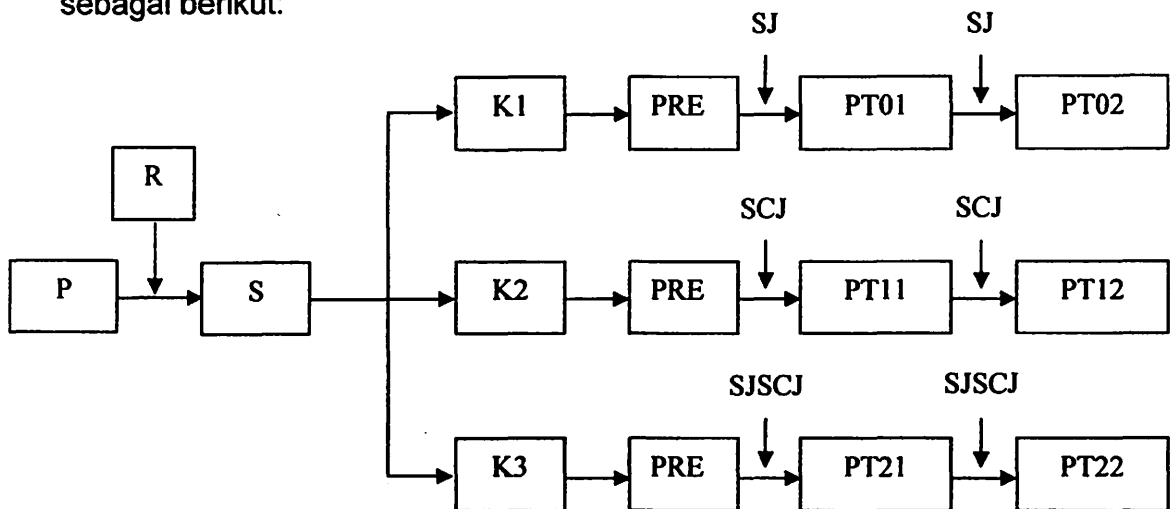 sebagai berikut:
SJ SJ
K1 PRE PT01 PT02
R
SCJ SCJ
P S K2 PRE PT11 PT12
SJSCJ SJSCJ
K3 PRE PT21 PT22